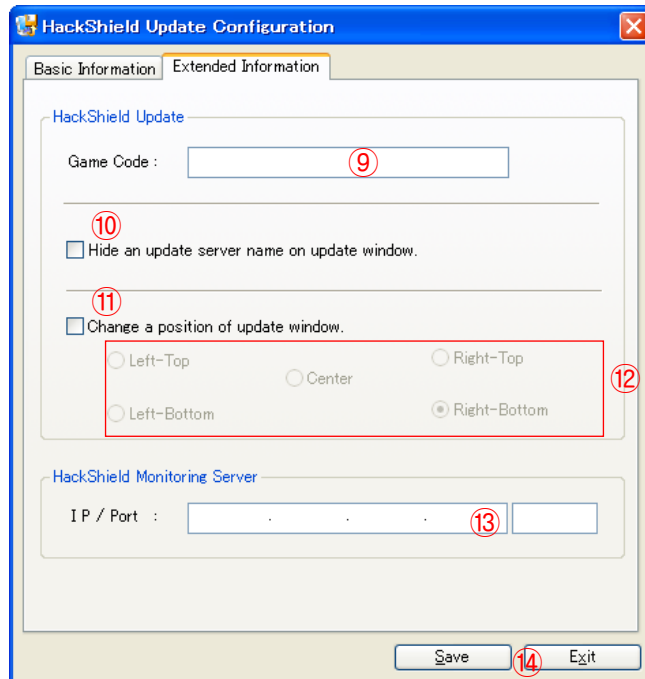 HackShield Update Configuration
Basic Information Extended Information
HackShield Update
Game Code : ⑨
⑩
Hide an update server name on update window.
⑪
Change a position of update window.
Left-Top Right-Top
Center ⑫
Left-Bottom Right-Bottom
HackShield Monitoring Server
I P / Port : . . . ⑬
Save ⑭ Exit